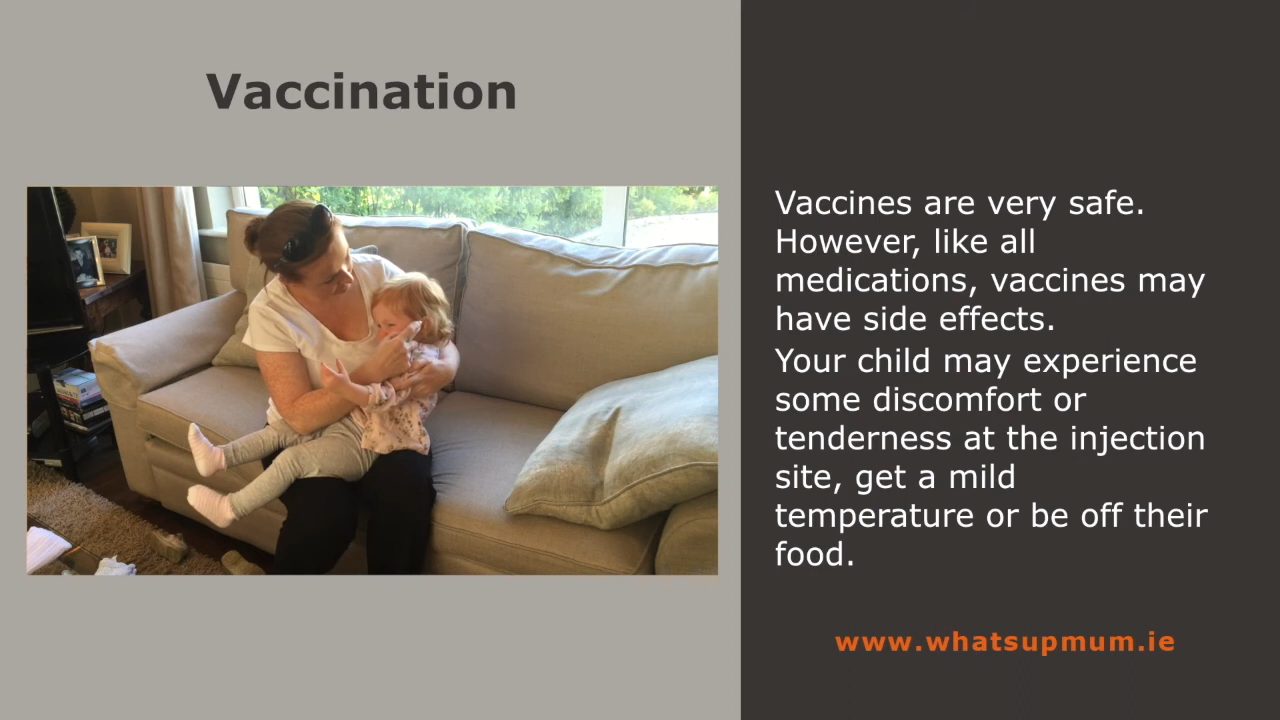 Vaccination
Vaccines are very safe.
However, like all
medications, vaccines may
have side effects.
Your child may experience
some discomfort or
tenderness at the injection
site, get a mild
temperature or be off their
food.
www.whatsupmum.ie